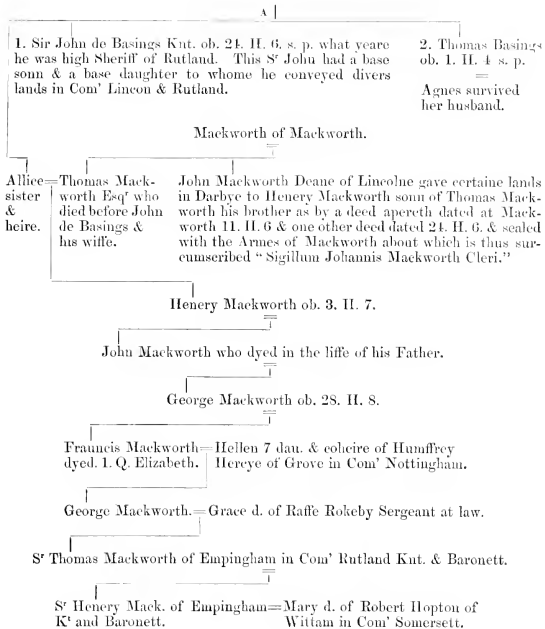 A
1. Sir John de Basings Knt. ob. 24. H. 6. s. p. what yeare
he was high Sheriff of Rutland. This Sʳ John had a base
sonn & a base daughter to whome he conveyed divers
lands in Com' Lincon & Rutland.
2. Thomas Basings
ob. 1. H. 4 s. p.
=
Agnes survived
her husband.
Mackworth of Mackworth.
=
Allice=Thomas Mack-
sister worth Esqʳ who
& died before John
heire. de Basings &
his wiffe.
John Mackworth Deane of Lincolne gave certaine lands
in Darbye to Henery Mackworth sonn of Thomas Mack-
worth his brother as by a deed apereth dated at Mack-
worth 11. H. 6 & one other deed dated 24. H. 6. & sealed
with the Armes of Mackworth about which is thus sur-
cumscribed "Sigillum Johannis Mackworth Cleri."
Henery Mackworth ob. 3. H. 7.
=
John Mackworth who dyed in the liffe of his Father.
=
George Mackworth ob. 28. H. 8.
=
Frauncis Mackworth=Hellen 7 dau. & coheire of Humffrey
dyed. 1. Q. Elizabeth. Hereye of Grove in Com' Nottingham.
George Mackworth.=Grace d. of Raffe Rokeby Sergeant at law.
Sʳ Thomas Mackworth of Empingham in Com' Rutland Knt. & Baronett.
=
Sʳ Henery Mack. of Empingham=Mary d. of Robert Hopton of
Kᵗ and Baronett. Wittam in Com' Somersett.